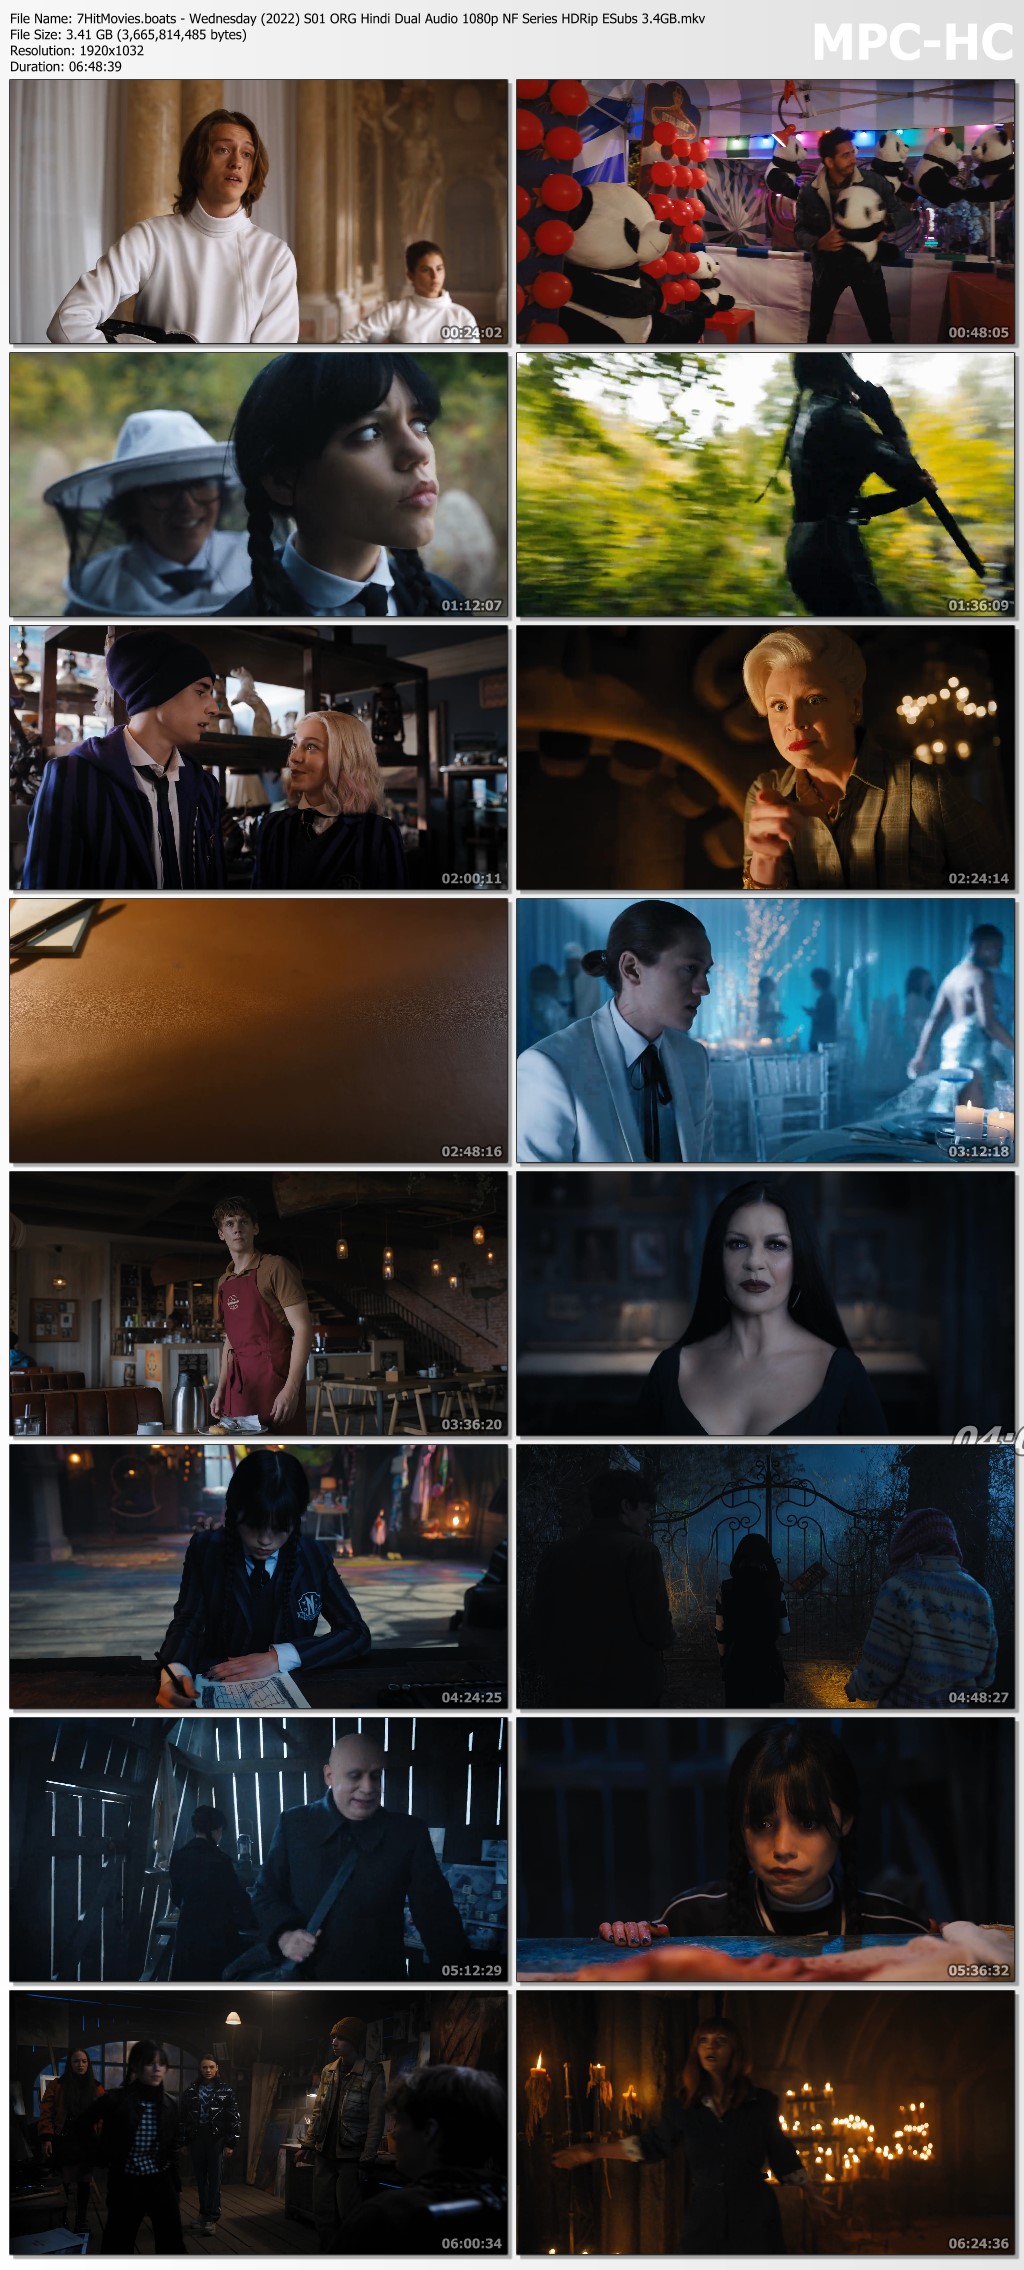 File Name: 7HitMovies.boats - Wednesday (2022) S01 ORG Hindi Dual Audio 1080p NF Series HDRip ESubs 3.4GB.mkv
File Size: 3.41 GB (3,665,814,485 bytes)
Resolution: 1920x1032
Duration: 06:48:39
MPC-HC
00:24:02
00:48:05
01:12:07
01:36:09
02:00:11
02:24:14
02:48:16
03:12:18
03:36:20
04:0
04:24:25
N
04:48:27
05:12:29
05:36:32
06:00:34
06:24:36